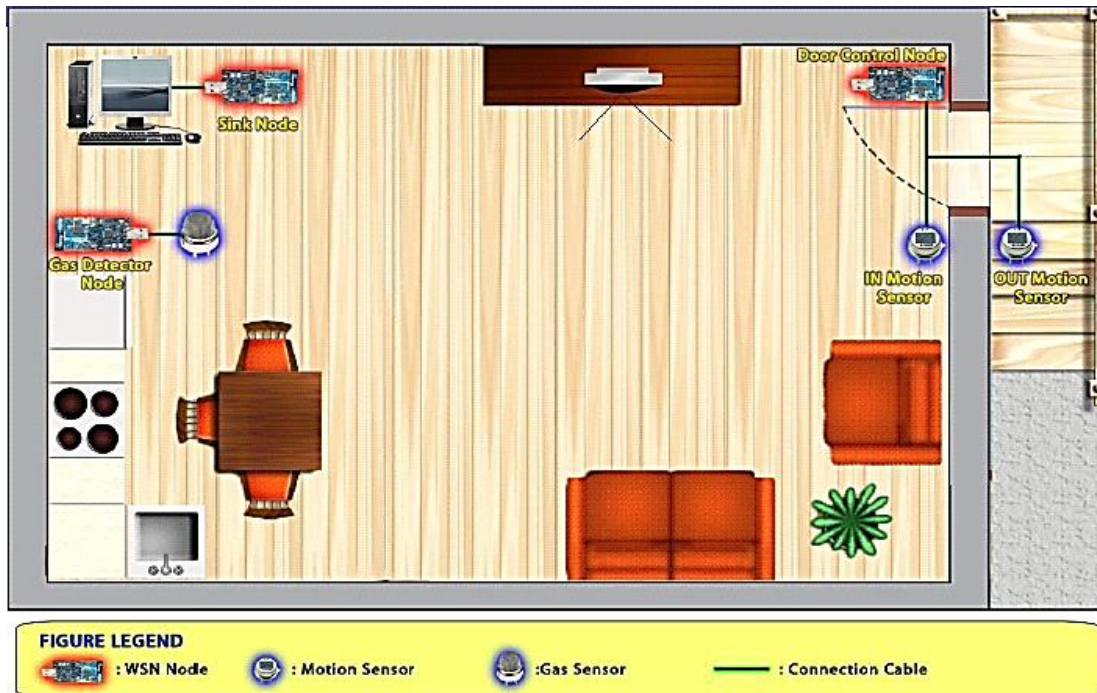 Sink Node
Door Control Node
Gas Detector
Node
IN Motion
Sensor
OUT Motion
Sensor
FIGURE LEGEND
: WSN Node
: Motion Sensor
:Gas Sensor
: Connection Cable